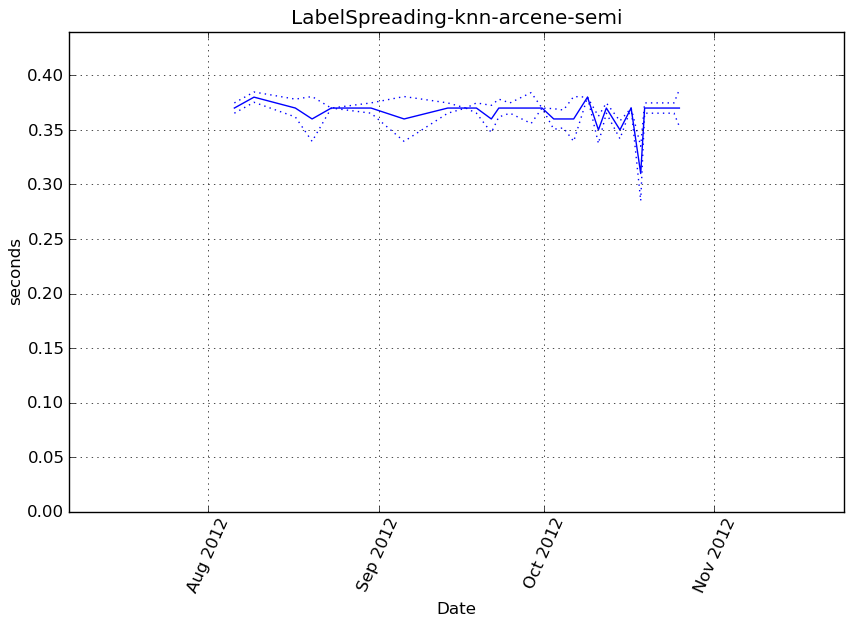 LabelSpreading-knn-arcene-semi
0.40
0.35
0.30
0.25
0.20
0.15
0.10
0.05
0.00
seconds
Aug 2012
Sep 2012
Oct 2012
Nov 2012
Date